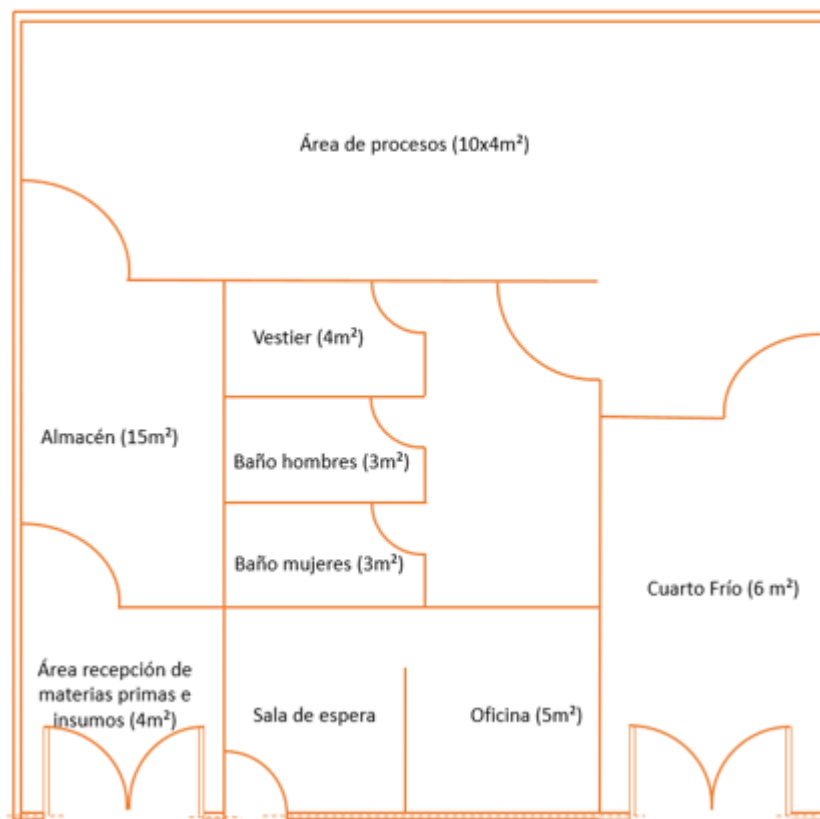 Área de procesos (10x4m²)
Vestier (4m²)
Almacén (15m²)
Baño hombres (3m²)
Baño mujeres (3m²)
Cuarto Frío (6 m²)
Área recepción de
materias primas e
insumos (4m²)
Sala de espera
Oficina (5m²)